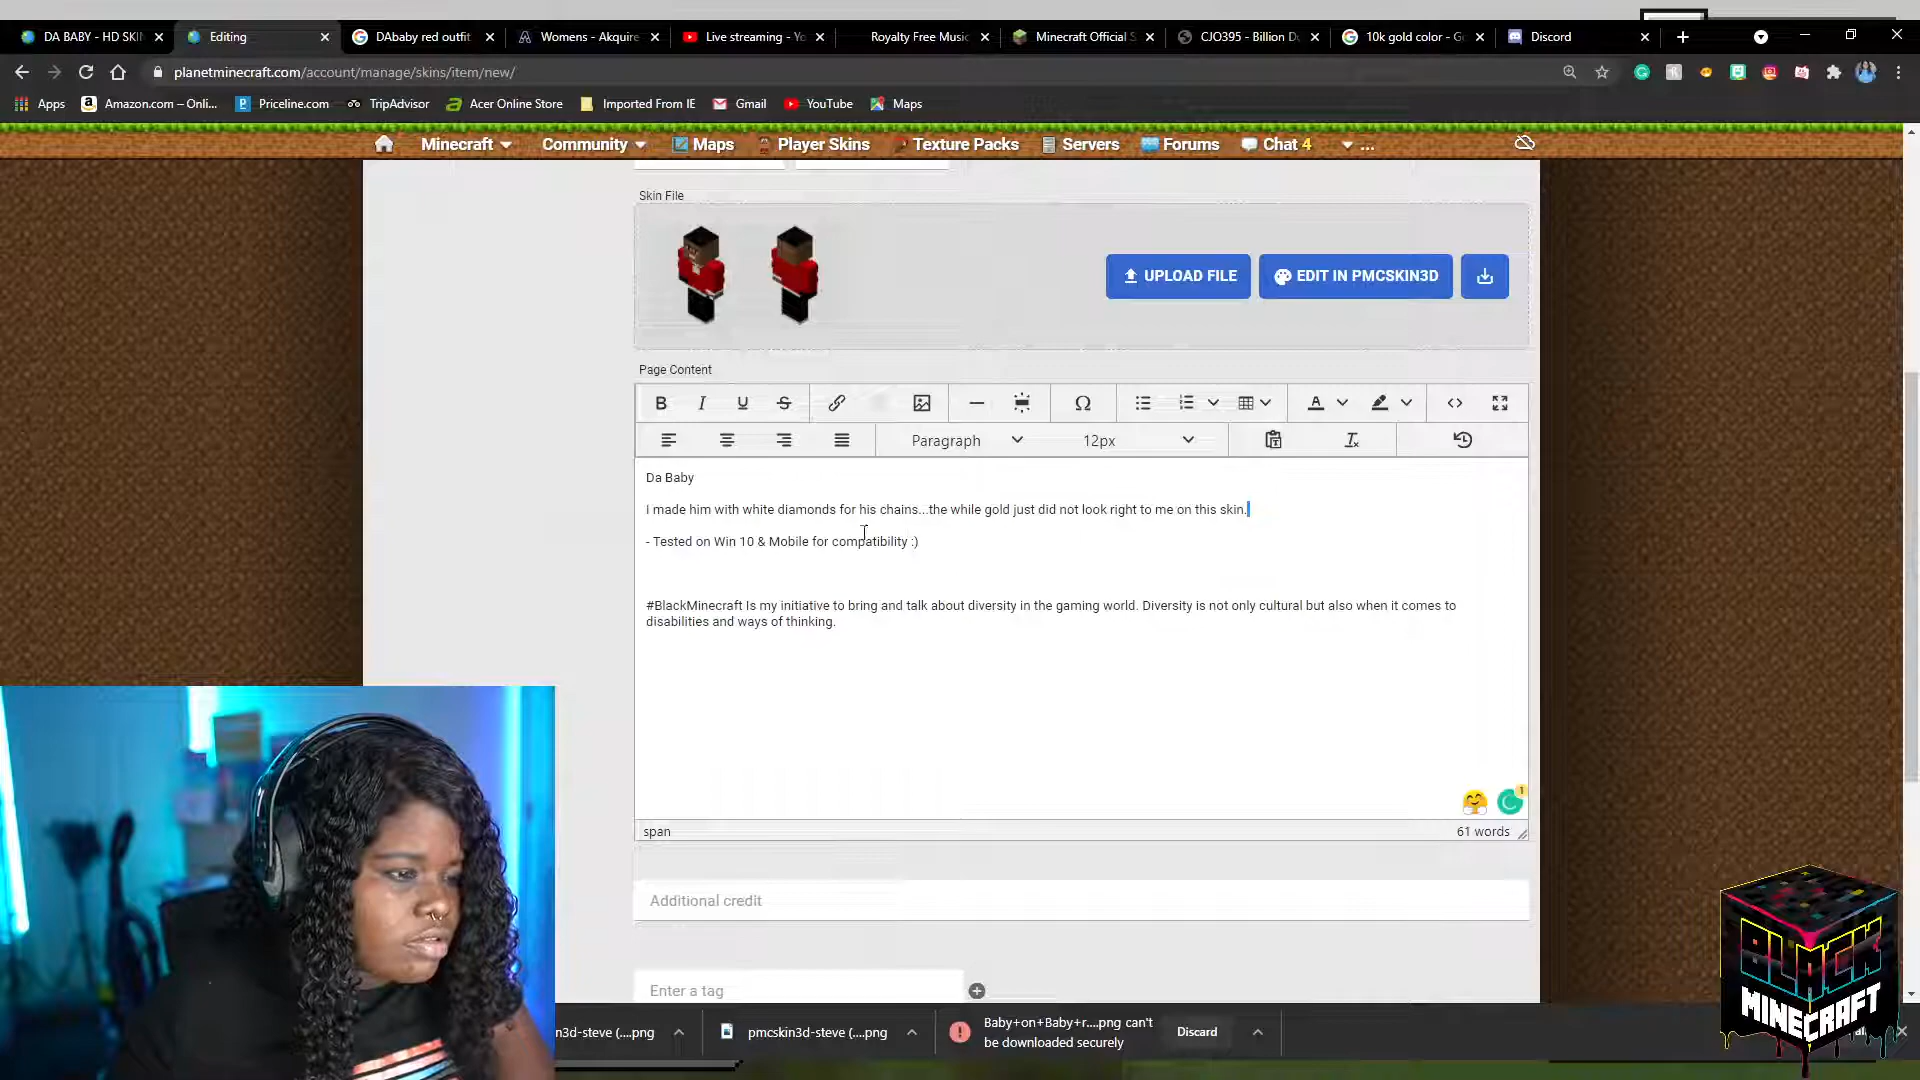 DA BABY - HD SKIN
Editing
DAbaby red outfit
Womens - Akquire
Live streaming - Yo
Royalty Free Music
Minecraft Official S
CJO395 - Billion Du
10k gold color - Go
Discord
planetminecraft.com/account/manage/skins/item/new/
Apps
Amazon.com – Onli...
Priceline.com
TripAdvisor
Acer Online Store
Imported From IE
Gmail
YouTube
Maps
Minecraft
Community
Maps
Player Skins
Texture Packs
Servers
Forums
Chat 4
...
Skin File
UPLOAD FILE
EDIT IN PMCSKIN3D
Page Content
Paragraph
12px
Da Baby
I made him with white diamonds for his chains...the while gold just did not look right to me on this skin.
- Tested on Win 10 & Mobile for compatibility :)
#BlackMinecraft Is my initiative to bring and talk about diversity in the gaming world. Diversity is not only cultural but also when it comes to
disabilities and ways of thinking.
1
span
61 words
Additional credit
Enter a tag
n3d-steve (....png
pmcskin3d-steve (....png
Baby+on+Baby+r....png can't
be downloaded securely
Discard
BLACK
MINECRAFT